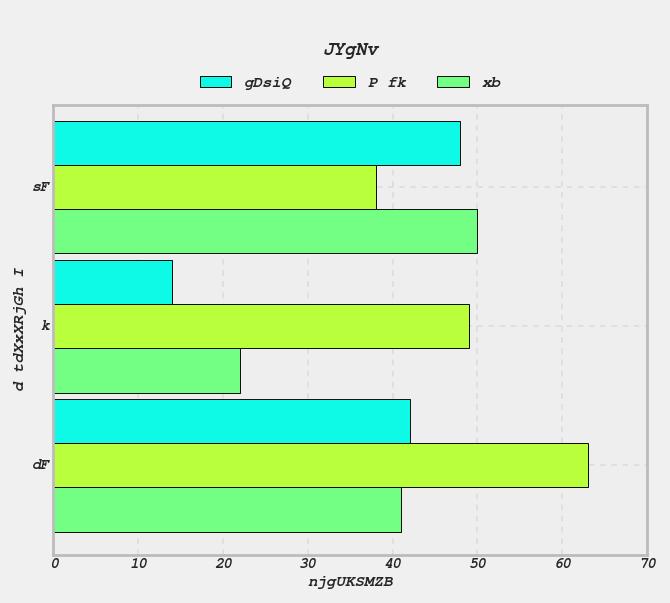 JYgNv
gDsiQ P fk xb
sF
k
dF
d tdXxXRjGh I
0 10 20 30 40 50 60 70
njgUKSMZB